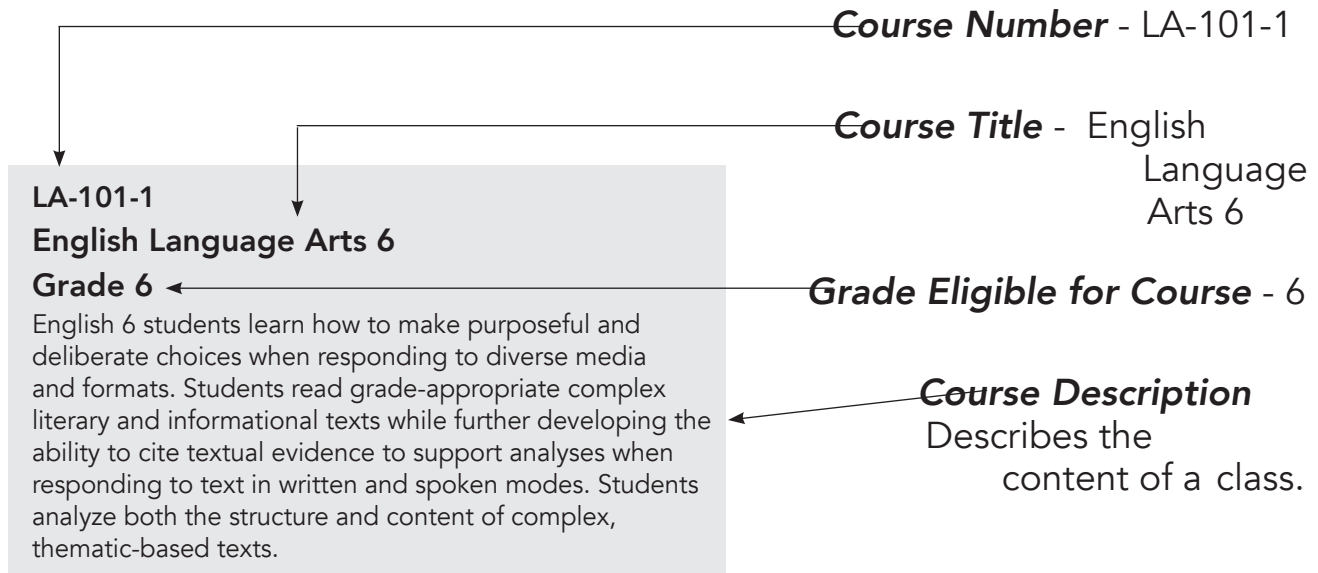 Course Number - LA-101-1
Course Title - English
Language
Arts 6
LA-101-1
English Language Arts 6
Grade 6
Grade Eligible for Course - 6
English 6 students learn how to make purposeful and
deliberate choices when responding to diverse media
and formats. Students read grade-appropriate complex
literary and informational texts while further developing the
ability to cite textual evidence to support analyses when
responding to text in written and spoken modes. Students
analyze both the structure and content of complex,
thematic-based texts.
Course Description
Describes the
content of a class.